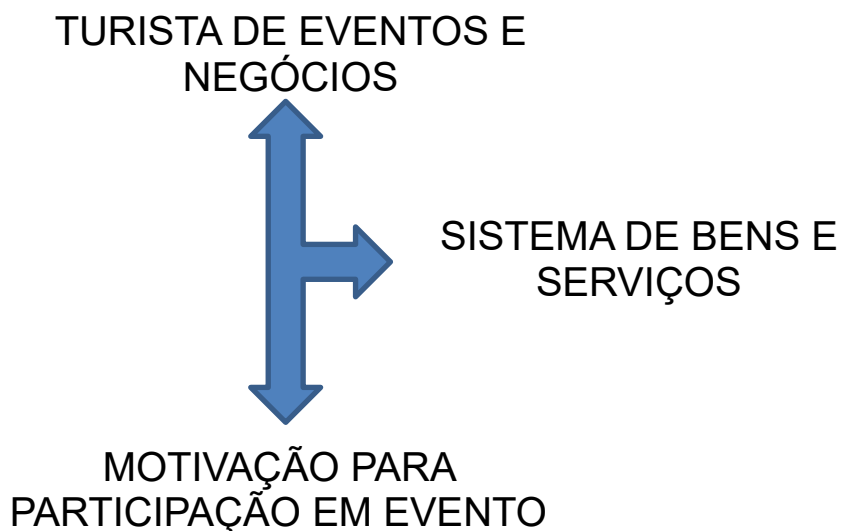 TURISTA DE EVENTOS E
NEGÓCIOS
SISTEMA DE BENS E
SERVIÇOS
MOTIVAÇÃO PARA
PARTICIPAÇÃO EM EVENTO